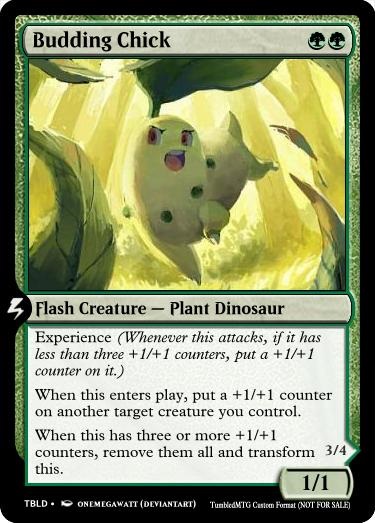 Budding Chick
Flash Creature — Plant Dinosaur
Experience (Whenever this attacks, if it has
less than three +1/+1 counters, put a +1/+1
counter on it.)
When this enters play, put a +1/+1 counter
on another target creature you control.
When this has three or more +1/+1
counters, remove them all and transform
this.
3/4
1/1
TBLD • ONEMEGAWATT (DEVIANTART)
TumbledMTG Custom Format (NOT FOR SALE)